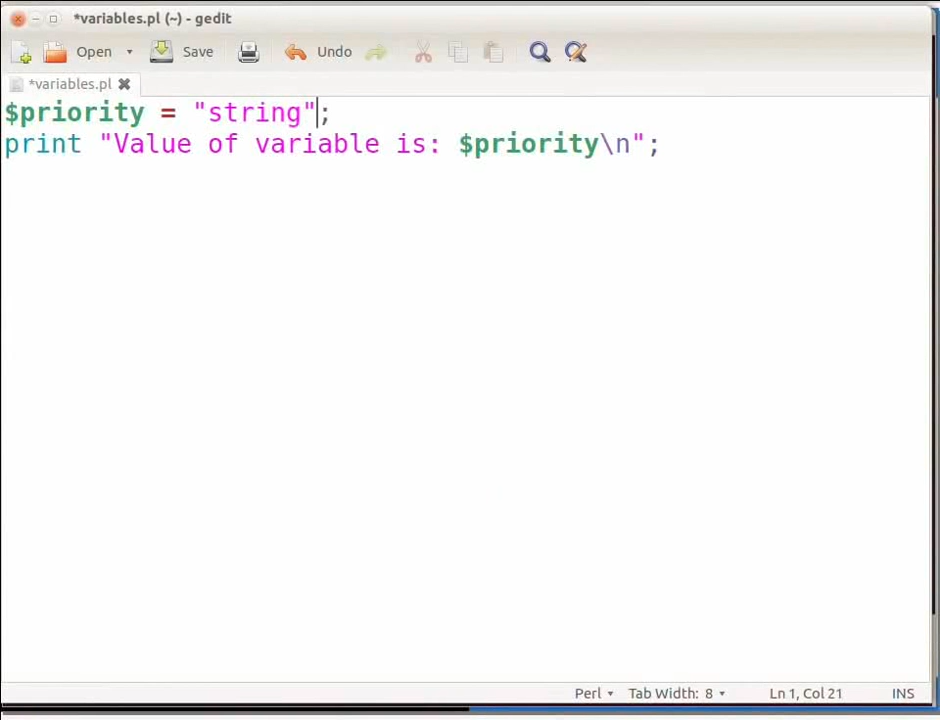 *variables.pl (~) - gedit
Open Save Undo
*variables.pl
$priority = "string";
print "Value of variable is: $priority\n";
Perl Tab Width: 8 Ln 1, Col 21 INS